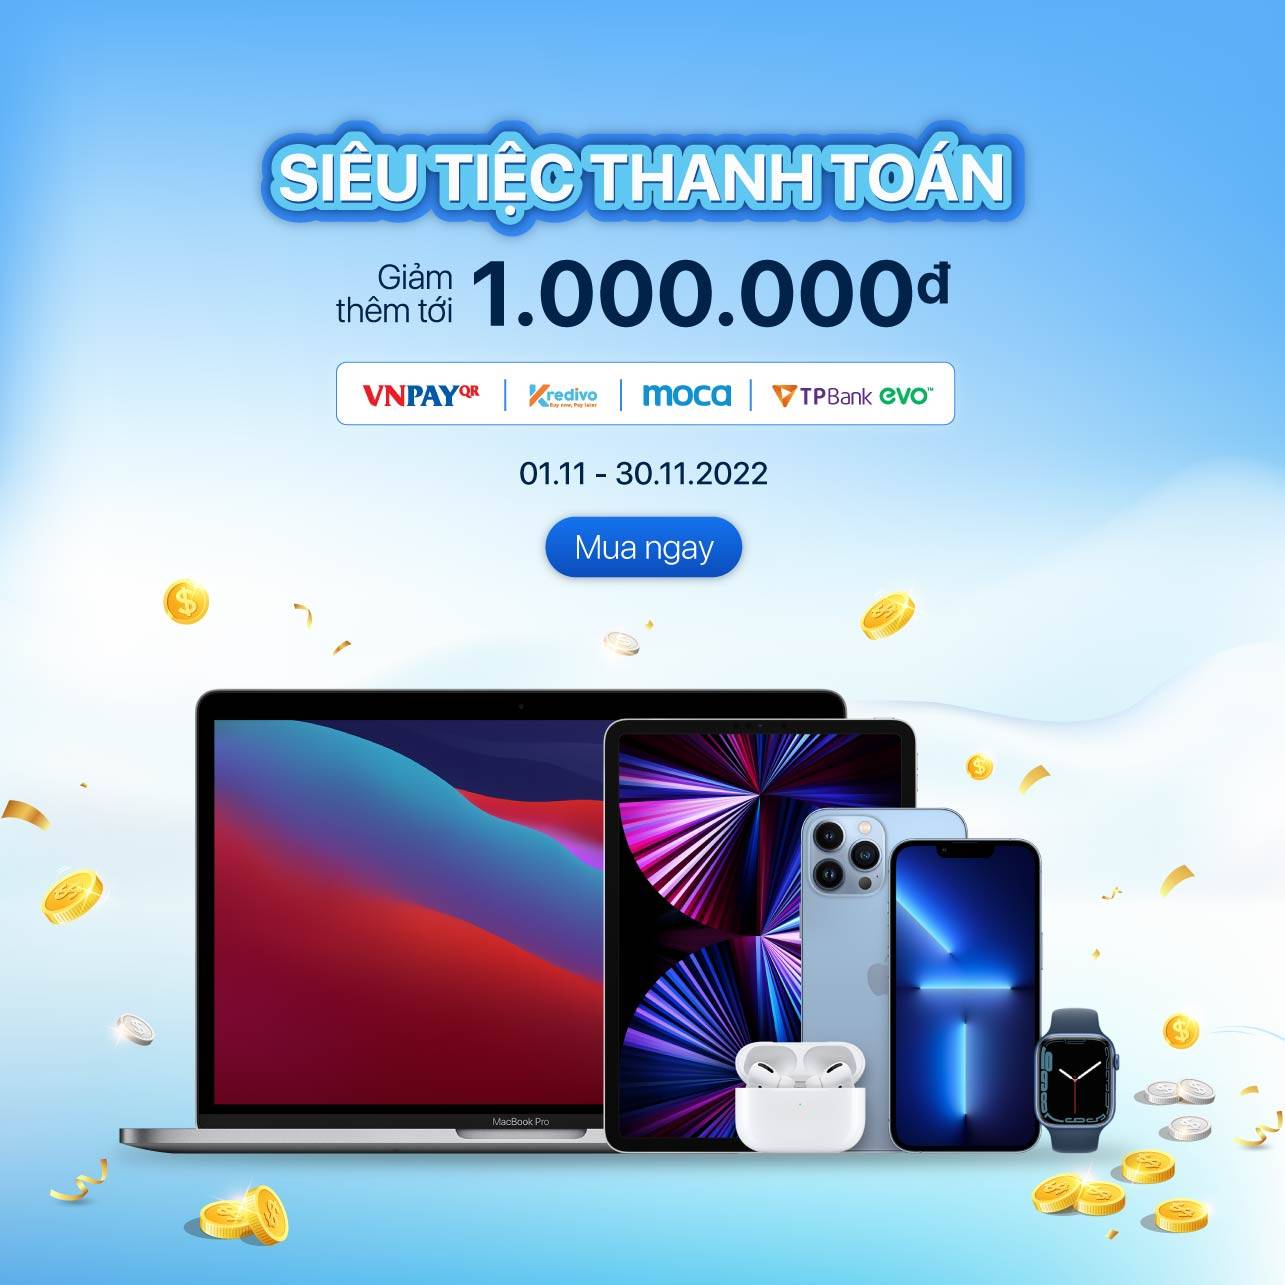 SIÊU TIỆC THANH TOÁN
Giảm
thêm tới
1.000.000đ
VNPAYQR
Kredivo
Buy now, Pay later
moca
TPBank evo™
01.11 - 30.11.2022
Mua ngay
MacBook Pro